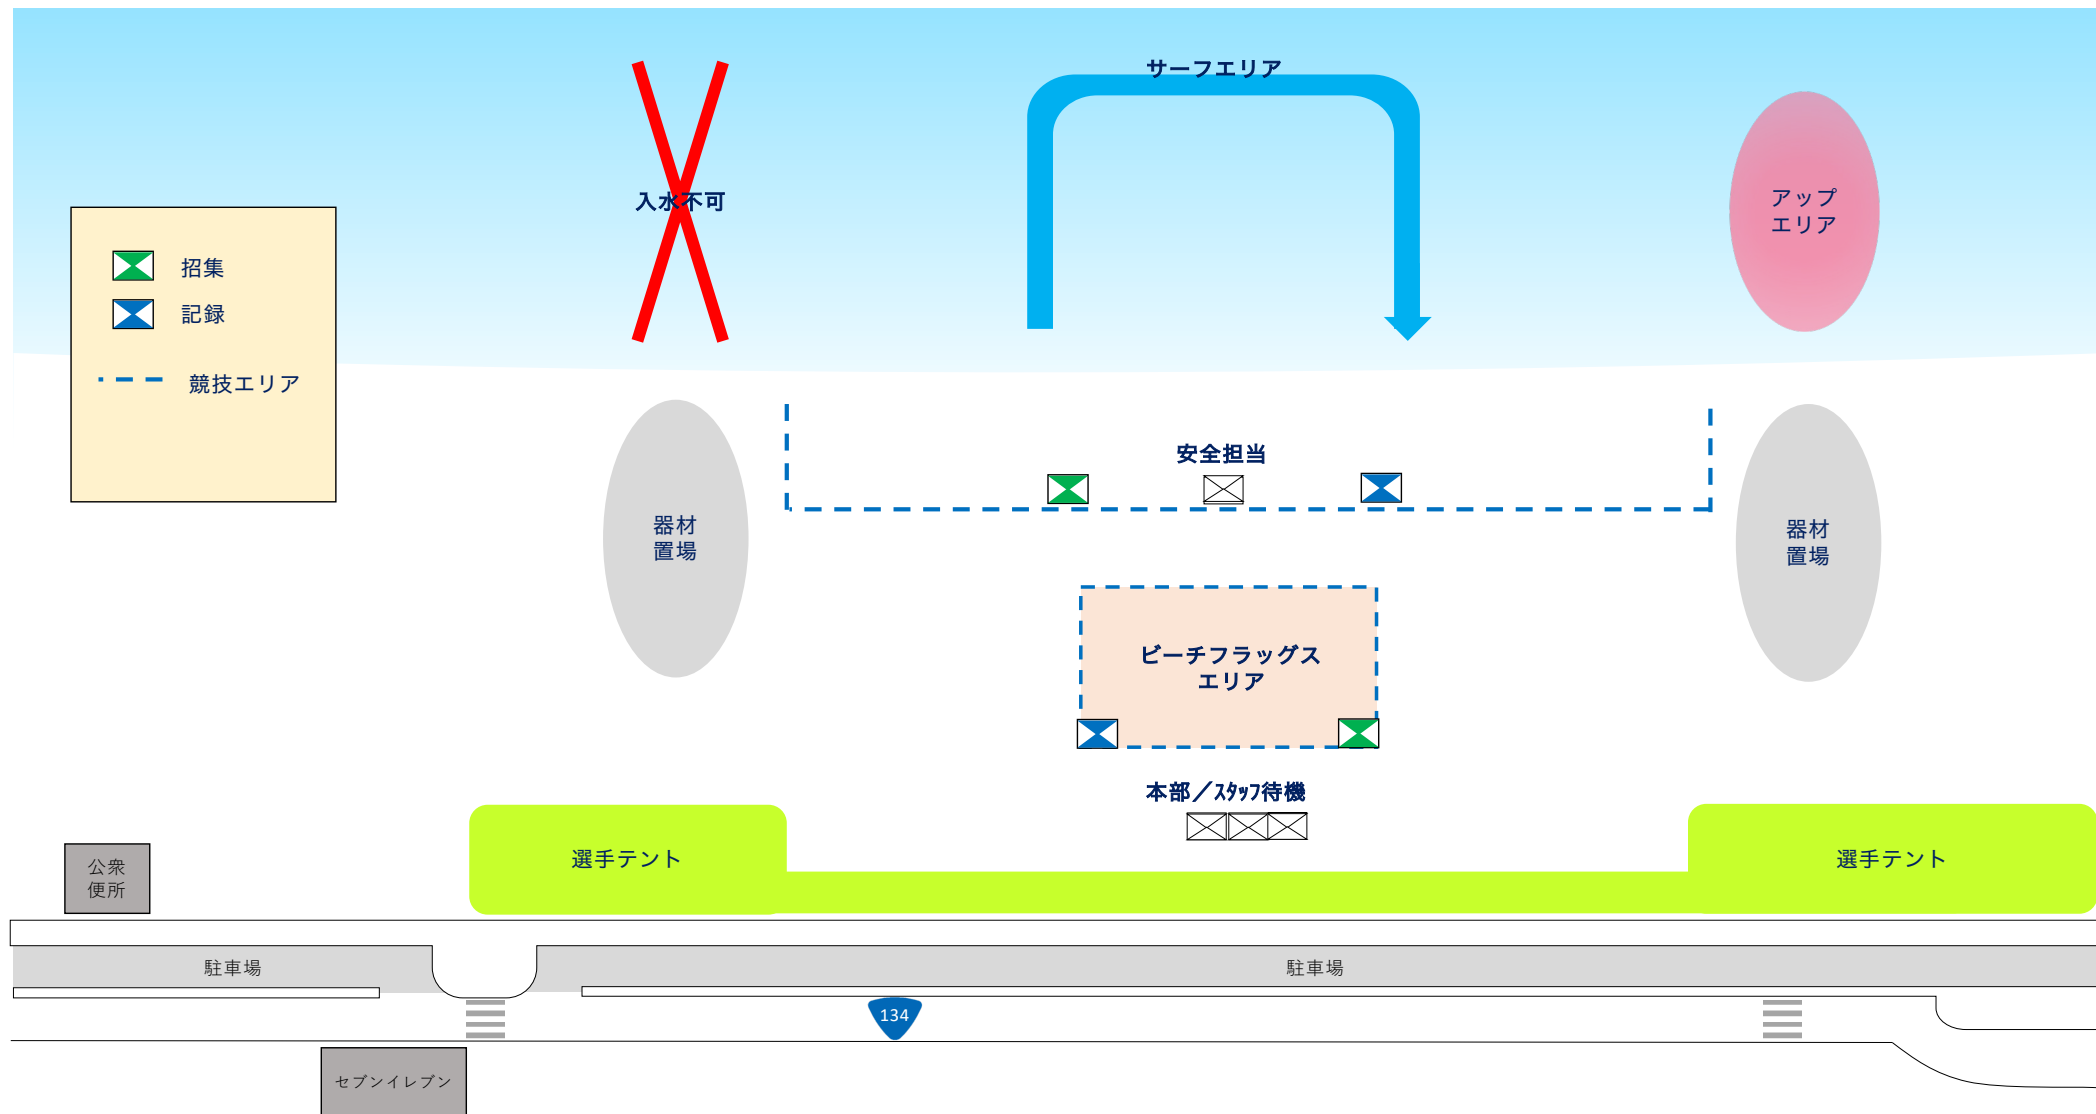 サーフエリア
入水不可
アップ
エリア
招集
記録
競技エリア
安全担当
器材
置場
器材
置場
ビーチフラッグス
エリア
本部／ｽﾀｯﾌ待機
選手テント
選手テント
公衆
便所
駐車場
駐車場
134
セブンイレブン